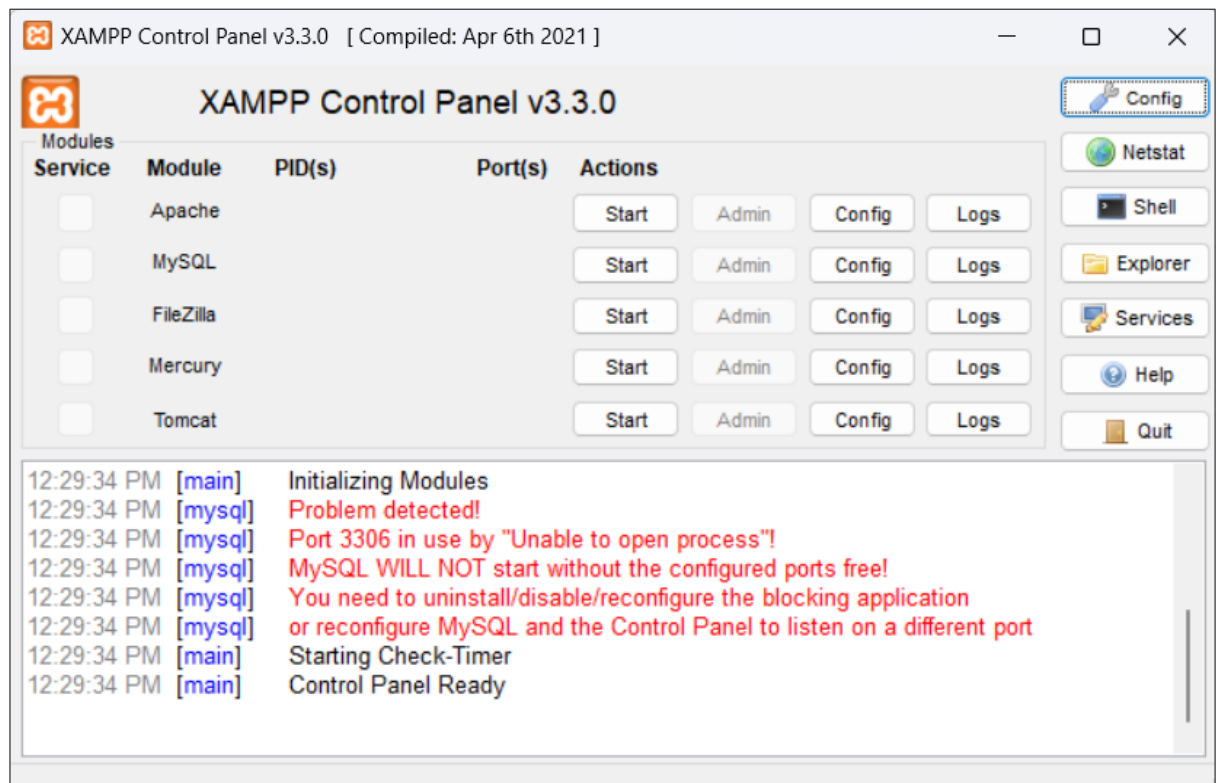 XAMPP Control Panel v3.3.0 [ Compiled: Apr 6th 2021 ]
XAMPP Control Panel v3.3.0
Config
Modules
Service Module PID(s) Port(s) Actions
Netstat
Apache Start Admin Config Logs
Shell
MySQL Start Admin Config Logs
Explorer
FileZilla Start Admin Config Logs
Services
Mercury Start Admin Config Logs
Help
Tomcat Start Admin Config Logs
Quit
12:29:34 PM [main] Initializing Modules
12:29:34 PM [mysql] Problem detected!
12:29:34 PM [mysql] Port 3306 in use by "Unable to open process"!
12:29:34 PM [mysql] MySQL WILL NOT start without the configured ports free!
12:29:34 PM [mysql] You need to uninstall/disable/reconfigure the blocking application
12:29:34 PM [mysql] or reconfigure MySQL and the Control Panel to listen on a different port
12:29:34 PM [main] Starting Check-Timer
12:29:34 PM [main] Control Panel Ready